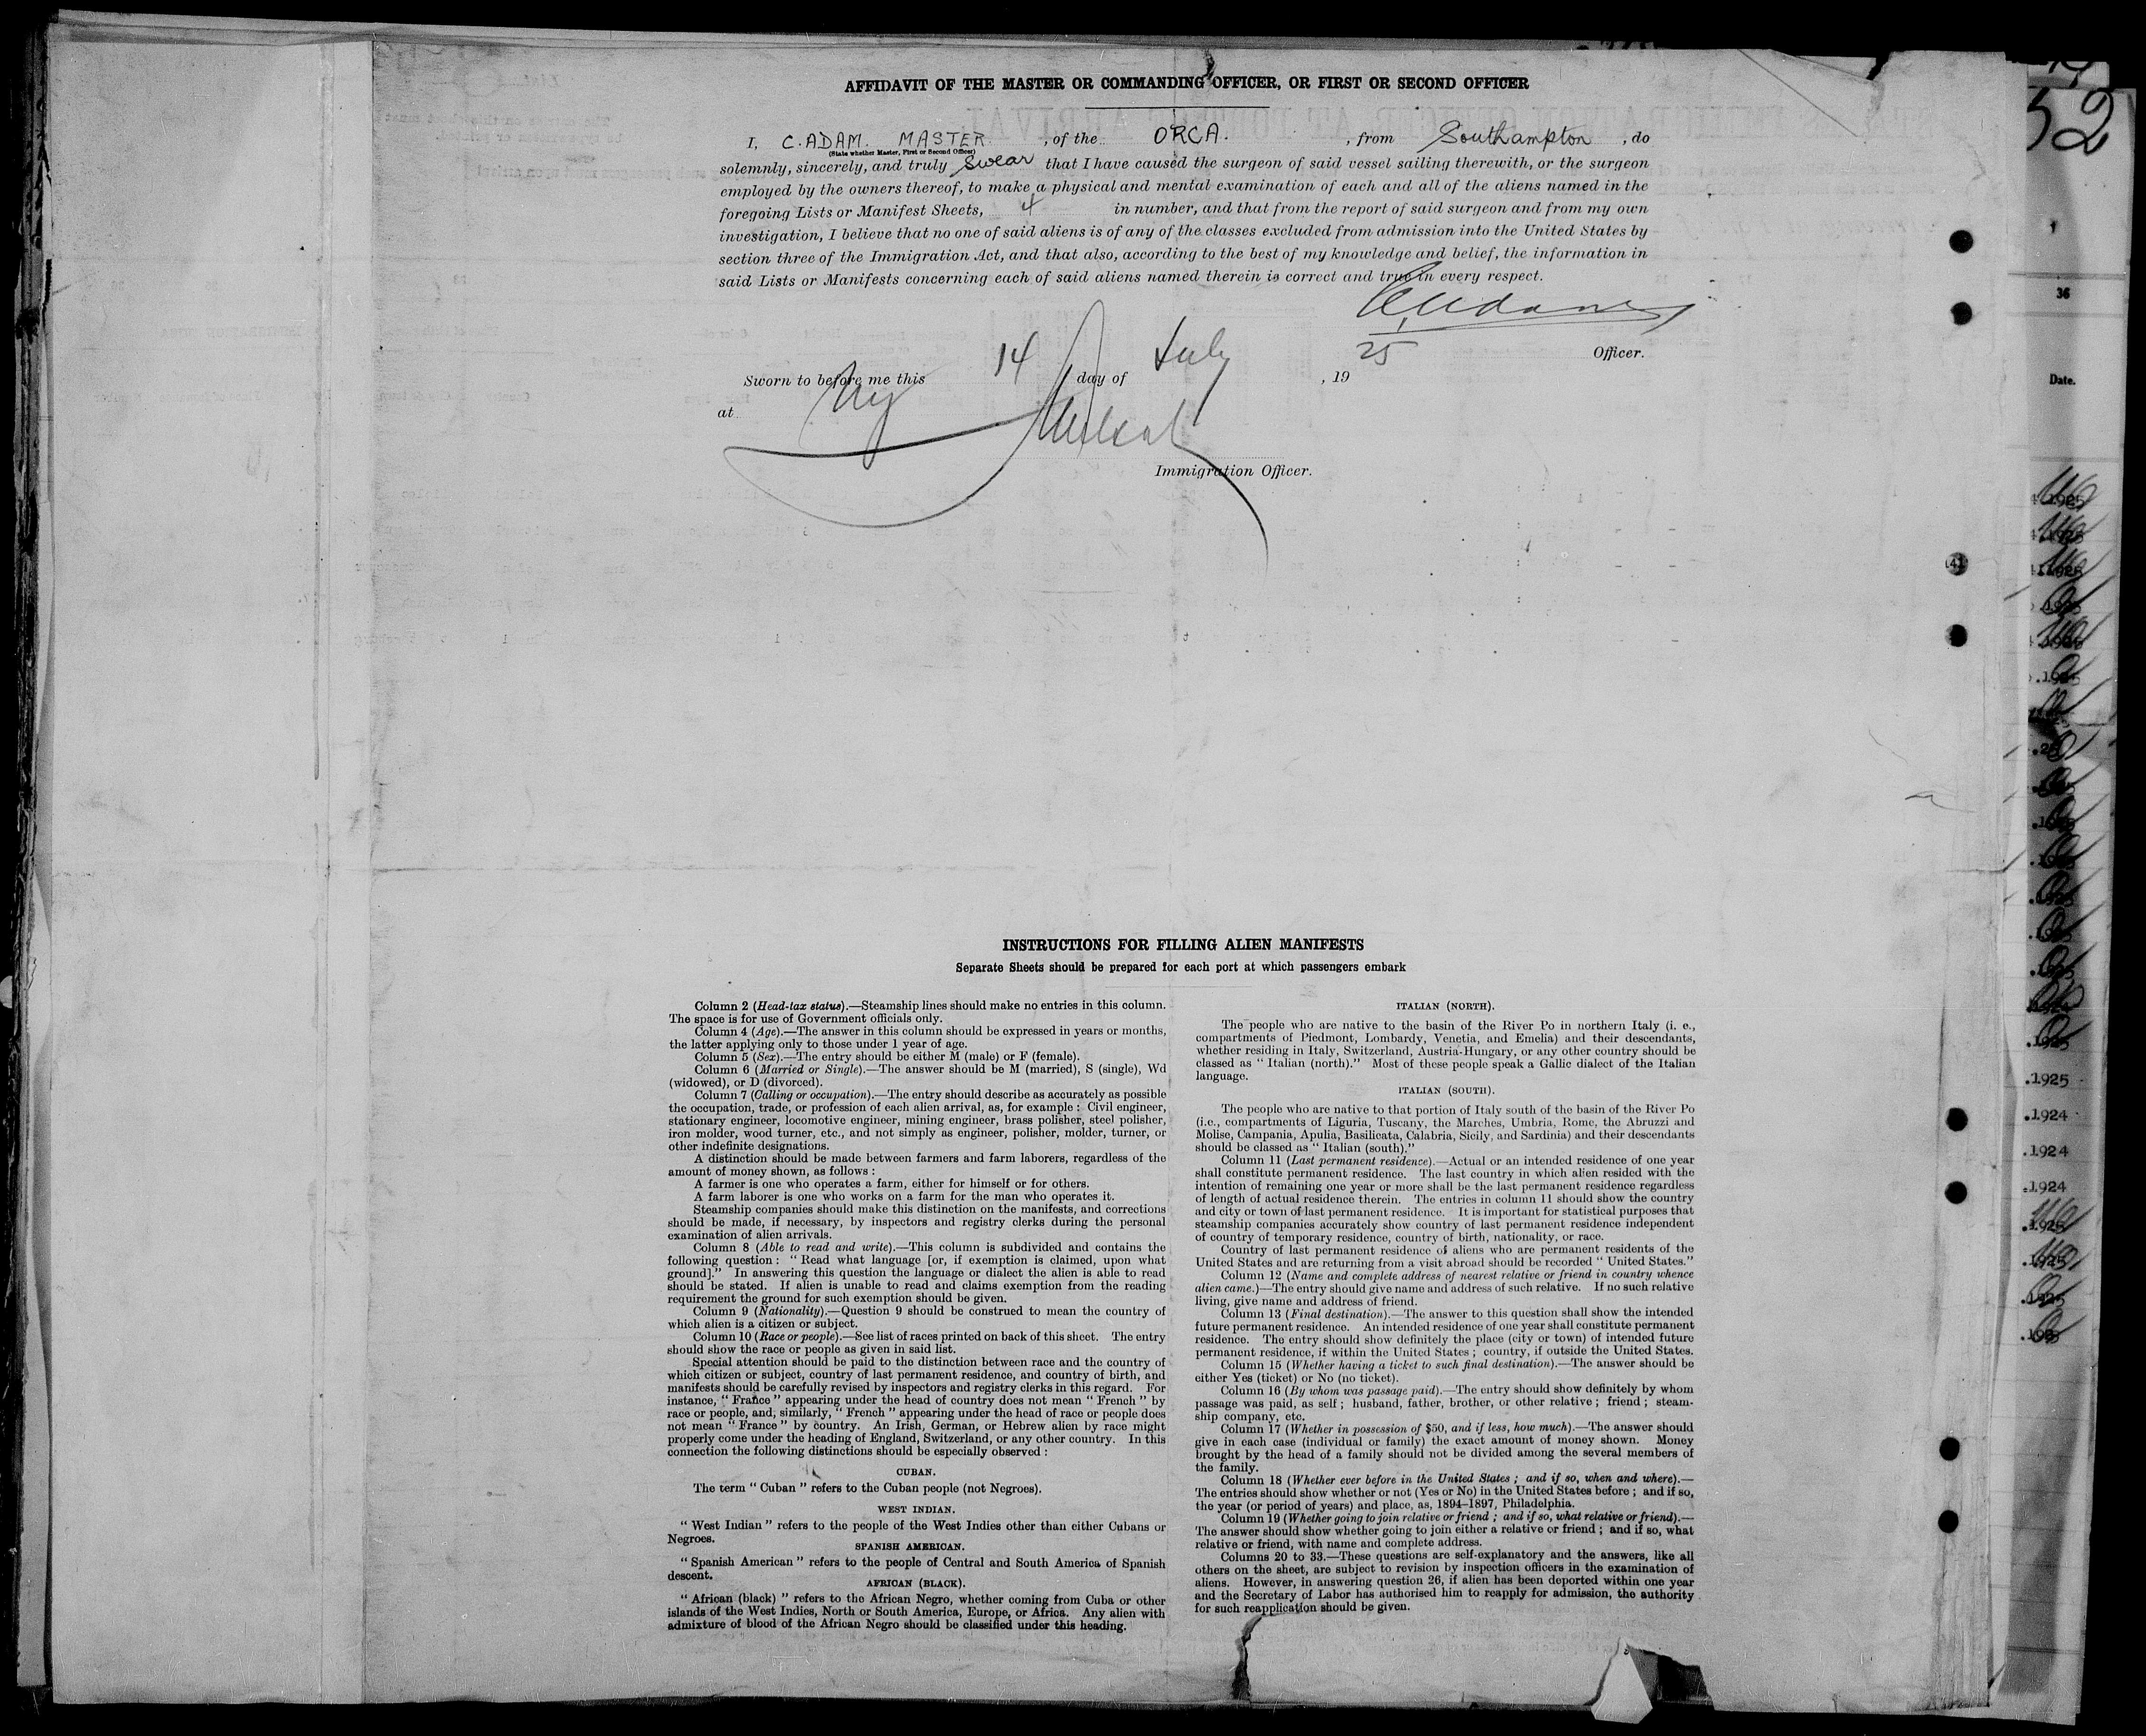 AFFIDAVIT OF THE MASTER OR COMMANDING OFFICER, OR FIRST OR SECOND OFFICER
I, C. ADAM. MASTER. , of the ORCA. , from Southampton , do
(State whether Master, First or Second Officer)
solemnly, sincerely, and truly swear that I have caused the surgeon of said vessel sailing therewith, or the surgeon
employed by the owners thereof, to make a physical and mental examination of each and all of the aliens named in the
foregoing Lists or Manifest Sheets, 4 in number, and that from the report of said surgeon and from my own
investigation, I believe that no one of said aliens is of any of the classes excluded from admission into the United States by
section three of the Immigration Act, and that also, according to the best of my knowledge and belief, the information in
said Lists or Manifests concerning each of said aliens named therein is correct and true in every respect.
Officer.
Sworn to before me this 14 day of July , 19 25
at NY
Immigration Officer.
INSTRUCTIONS FOR FILLING ALIEN MANIFESTS
Separate Sheets should be prepared for each port at which passengers embark
Column 2 (Head-tax status).—Steamship lines should make no entries in this column.
The space is for use of Government officials only.
Column 4 (Age).—The answer in this column should be expressed in years or months,
the latter applying only to those under 1 year of age.
Column 5 (Sex).—The entry should be either M (male) or F (female).
Column 6 (Married or Single).—The answer should be M (married), S (single), Wd
(widowed), or D (divorced).
Column 7 (Calling or occupation).—The entry should describe as accurately as possible
the occupation, trade, or profession of each alien arrival, as, for example : Civil engineer,
stationary engineer, locomotive engineer, mining engineer, brass polisher, steel polisher,
iron molder, wood turner, etc., and not simply as engineer, polisher, molder, turner, or
other indefinite designations.
A distinction should be made between farmers and farm laborers, regardless of the
amount of money shown, as follows :
A farmer is one who operates a farm, either for himself or for others.
A farm laborer is one who works on a farm for the man who operates it.
Steamship companies should make this distinction on the manifests, and corrections
should be made, if necessary, by inspectors and registry clerks during the personal
examination of alien arrivals.
Column 8 (Able to read and write).—This column is subdivided and contains the
following question : " Read what language [or, if exemption is claimed, upon what
ground]." In answering this question the language or dialect the alien is able to read
should be stated. If alien is unable to read and claims exemption from the reading
requirement the ground for such exemption should be given.
Column 9 (Nationality).—Question 9 should be construed to mean the country of
which alien is a citizen or subject.
Column 10 (Race or people).—See list of races printed on back of this sheet. The entry
should show the race or people as given in said list.
Special attention should be paid to the distinction between race and the country of
which citizen or subject, country of last permanent residence, and country of birth, and
manifests should be carefully revised by inspectors and registry clerks in this regard. For
instance, " France " appearing under the head of country does not mean " French " by
race or people, and, similarly, " French " appearing under the head of race or people does
not mean " France " by country. An Irish, German, or Hebrew alien by race might
properly come under the heading of England, Switzerland, or any other country. In this
connection the following distinctions should be especially observed :
CUBAN.
The term " Cuban " refers to the Cuban people (not Negroes).
WEST INDIAN.
" West Indian " refers to the people of the West Indies other than either Cubans or
Negroes.
SPANISH AMERICAN.
" Spanish American " refers to the people of Central and South America of Spanish
descent.
AFRICAN (BLACK).
" African (black) " refers to the African Negro, whether coming from Cuba or other
islands of the West Indies, North or South America, Europe, or Africa. Any alien with
admixture of blood of the African Negro should be classified under this heading.
ITALIAN (NORTH).
The people who are native to the basin of the River Po in northern Italy (i. e.,
compartments of Piedmont, Lombardy, Venetia, and Emelia) and their descendants,
whether residing in Italy, Switzerland, Austria-Hungary, or any other country should be
classed as " Italian (north)." Most of these people speak a Gallic dialect of the Italian
language.
ITALIAN (SOUTH).
The people who are native to that portion of Italy south of the basin of the River Po
(i.e., compartments of Liguria, Tuscany, the Marches, Umbria, Rome, the Abruzzi and
Molise, Campania, Apulia, Basilicata, Calabria, Sicily, and Sardinia) and their descendants
should be classed as " Italian (south)."
Column 11 (Last permanent residence).—Actual or an intended residence of one year
shall constitute permanent residence. The last country in which alien resided with the
intention of remaining one year or more shall be the last permanent residence regardless
of length of actual residence therein. The entries in column 11 should show the country
and city or town of last permanent residence. It is important for statistical purposes that
steamship companies accurately show country of last permanent residence independent
of country of temporary residence, country of birth, nationality, or race.
Country of last permanent residence of aliens who are permanent residents of the
United States and are returning from a visit abroad should be recorded " United States."
Column 12 (Name and complete address of nearest relative or friend in country whence
alien came.)—The entry should give name and address of such relative. If no such relative
living, give name and address of friend.
Column 13 (Final destination).—The answer to this question shall show the intended
future permanent residence. An intended residence of one year shall constitute permanent
residence. The entry should show definitely the place (city or town) of intended future
permanent residence, if within the United States ; country, if outside the United States.
Column 15 (Whether having a ticket to such final destination).—The answer should be
either Yes (ticket) or No (no ticket).
Column 16 (By whom was passage paid).—The entry should show definitely by whom
passage was paid, as self ; husband, father, brother, or other relative ; friend ; steam-
ship company, etc.
Column 17 (Whether in possession of $50, and if less, how much).—The answer should
give in each case (individual or family) the exact amount of money shown. Money
brought by the head of a family should not be divided among the several members of
the family.
Column 18 (Whether ever before in the United States ; and if so, when and where).—
The entries should show whether or not (Yes or No) in the United States before ; and if so,
the year (or period of years) and place, as, 1894–1897, Philadelphia.
Column 19 (Whether going to join relative or friend ; and if so, what relative or friend).—
The answer should show whether going to join either a relative or friend ; and if so, what
relative or friend, with name and complete address.
Columns 20 to 33.—These questions are self-explanatory and the answers, like all
others on the sheet, are subject to revision by inspection officers in the examination of
aliens. However, in answering question 26, if alien has been deported within one year
and the Secretary of Labor has authorised him to reapply for admission, the authority
for such reapplication should be given.
52
36
Date.
.1925
.1924
.1924
.1924
.1925
.1925